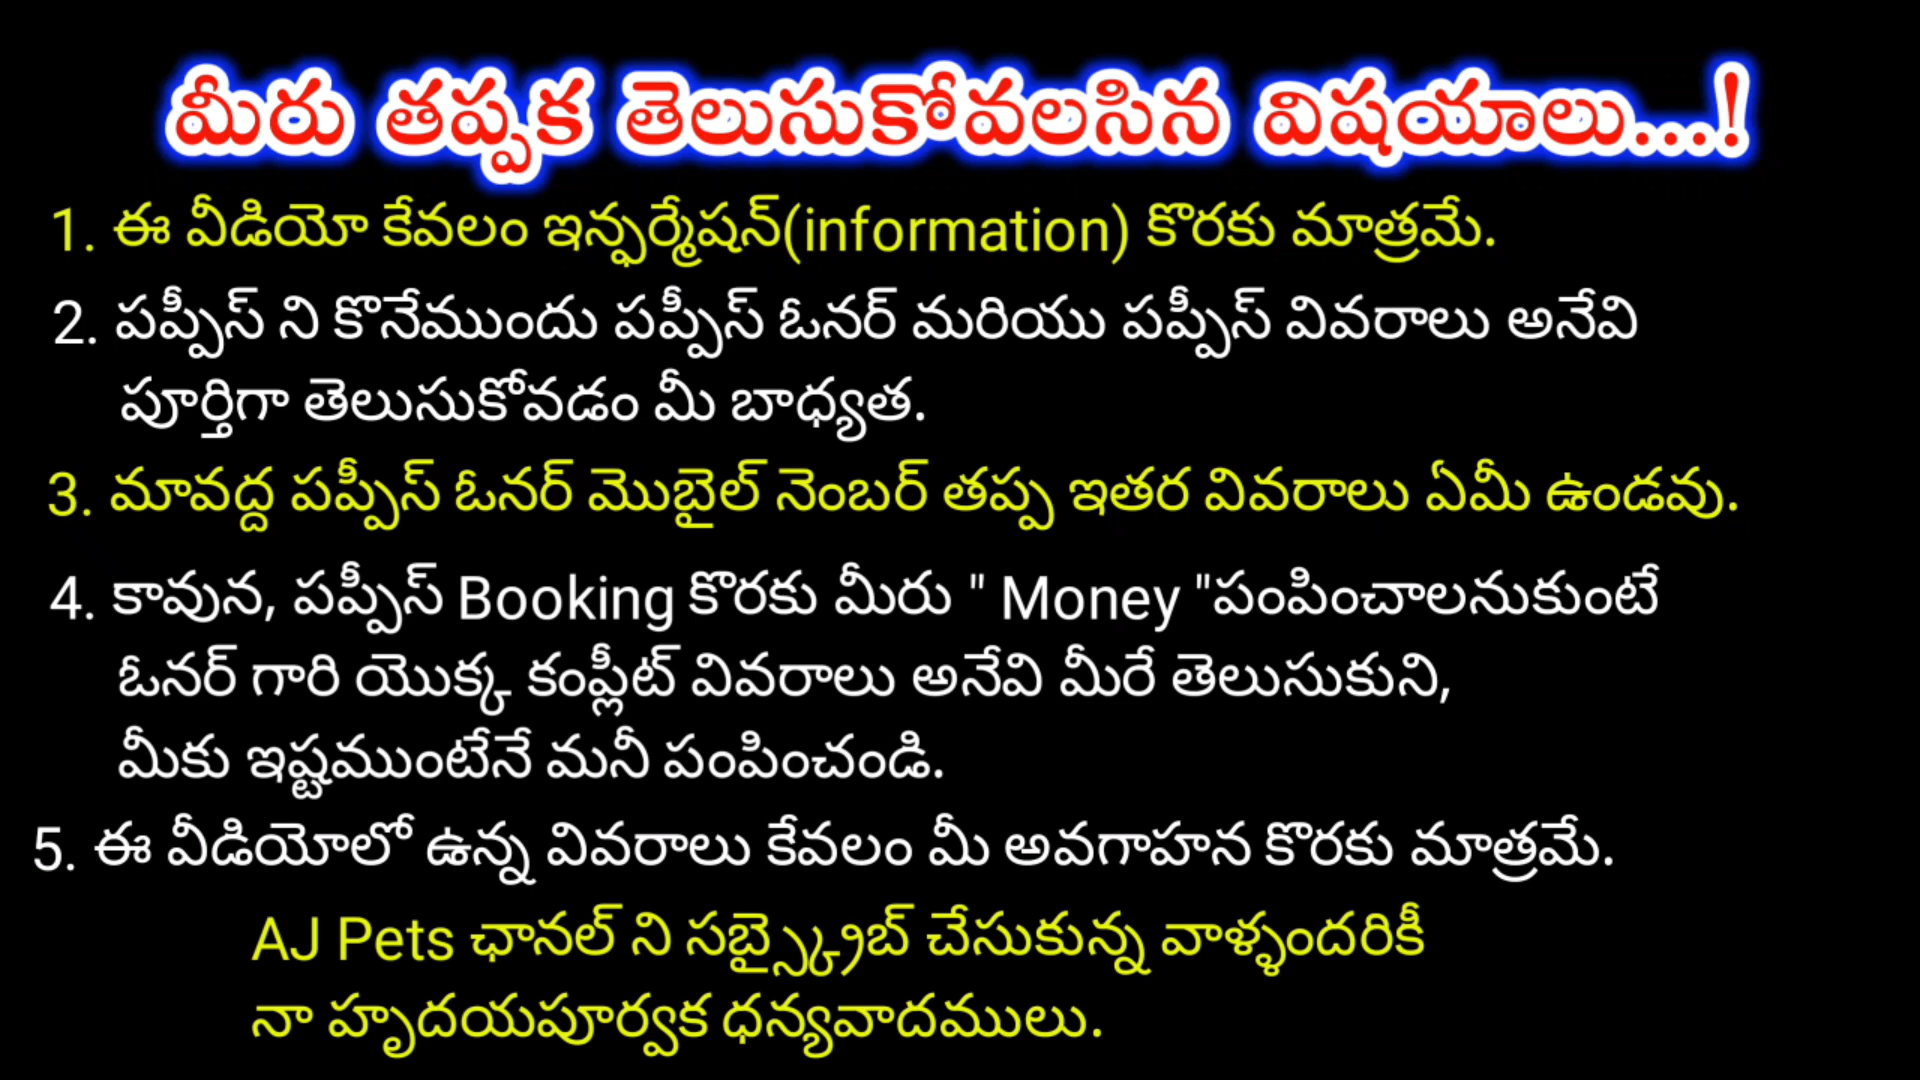 మీరు తప్పక తెలుసుకోవలసిన విషయాలు....!
1. ఈ వీడియో కేవలం ఇన్ఫర్మేషన్(information) కొరకు మాత్రమే.
2. పప్పీస్ ని కొనేముందు పప్పీస్ ఓనర్ మరియు పప్పీస్ వివరాలు అనేవి
పూర్తిగా తెలుసుకోవడం మీ బాధ్యత.
3. మావద్ద పప్పీస్ ఓనర్ మొబైల్ నెంబర్ తప్ప ఇతర వివరాలు ఏమీ ఉండవు.
4. కావున, పప్పీస్ Booking కొరకు మీరు " Money "పంపించాలనుకుంటే
ఓనర్ గారి యొక్క కంప్లీట్ వివరాలు అనేవి మీరే తెలుసుకుని,
మీకు ఇష్టముంటేనే మనీ పంపించండి.
5. ఈ వీడియోలో ఉన్న వివరాలు కేవలం మీ అవగాహన కొరకు మాత్రమే.
AJ Pets ఛానల్ ని సబ్స్క్రైబ్ చేసుకున్న వాళ్ళందరికీ
నా హృదయపూర్వక ధన్యవాదములు.